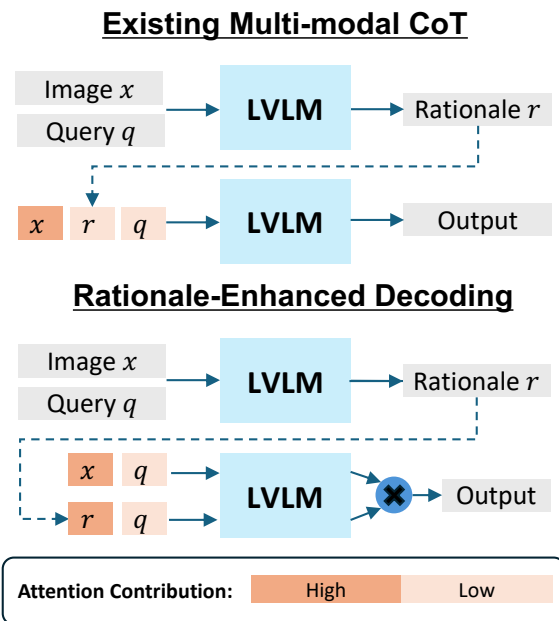 Existing Multi-modal CoT
Image x
Query q
LVLM
Rationale r
x r q
LVLM
Output
Rationale-Enhanced Decoding
Image x
Query q
LVLM
Rationale r
x q
r q
LVLM
Output
Attention Contribution: High Low